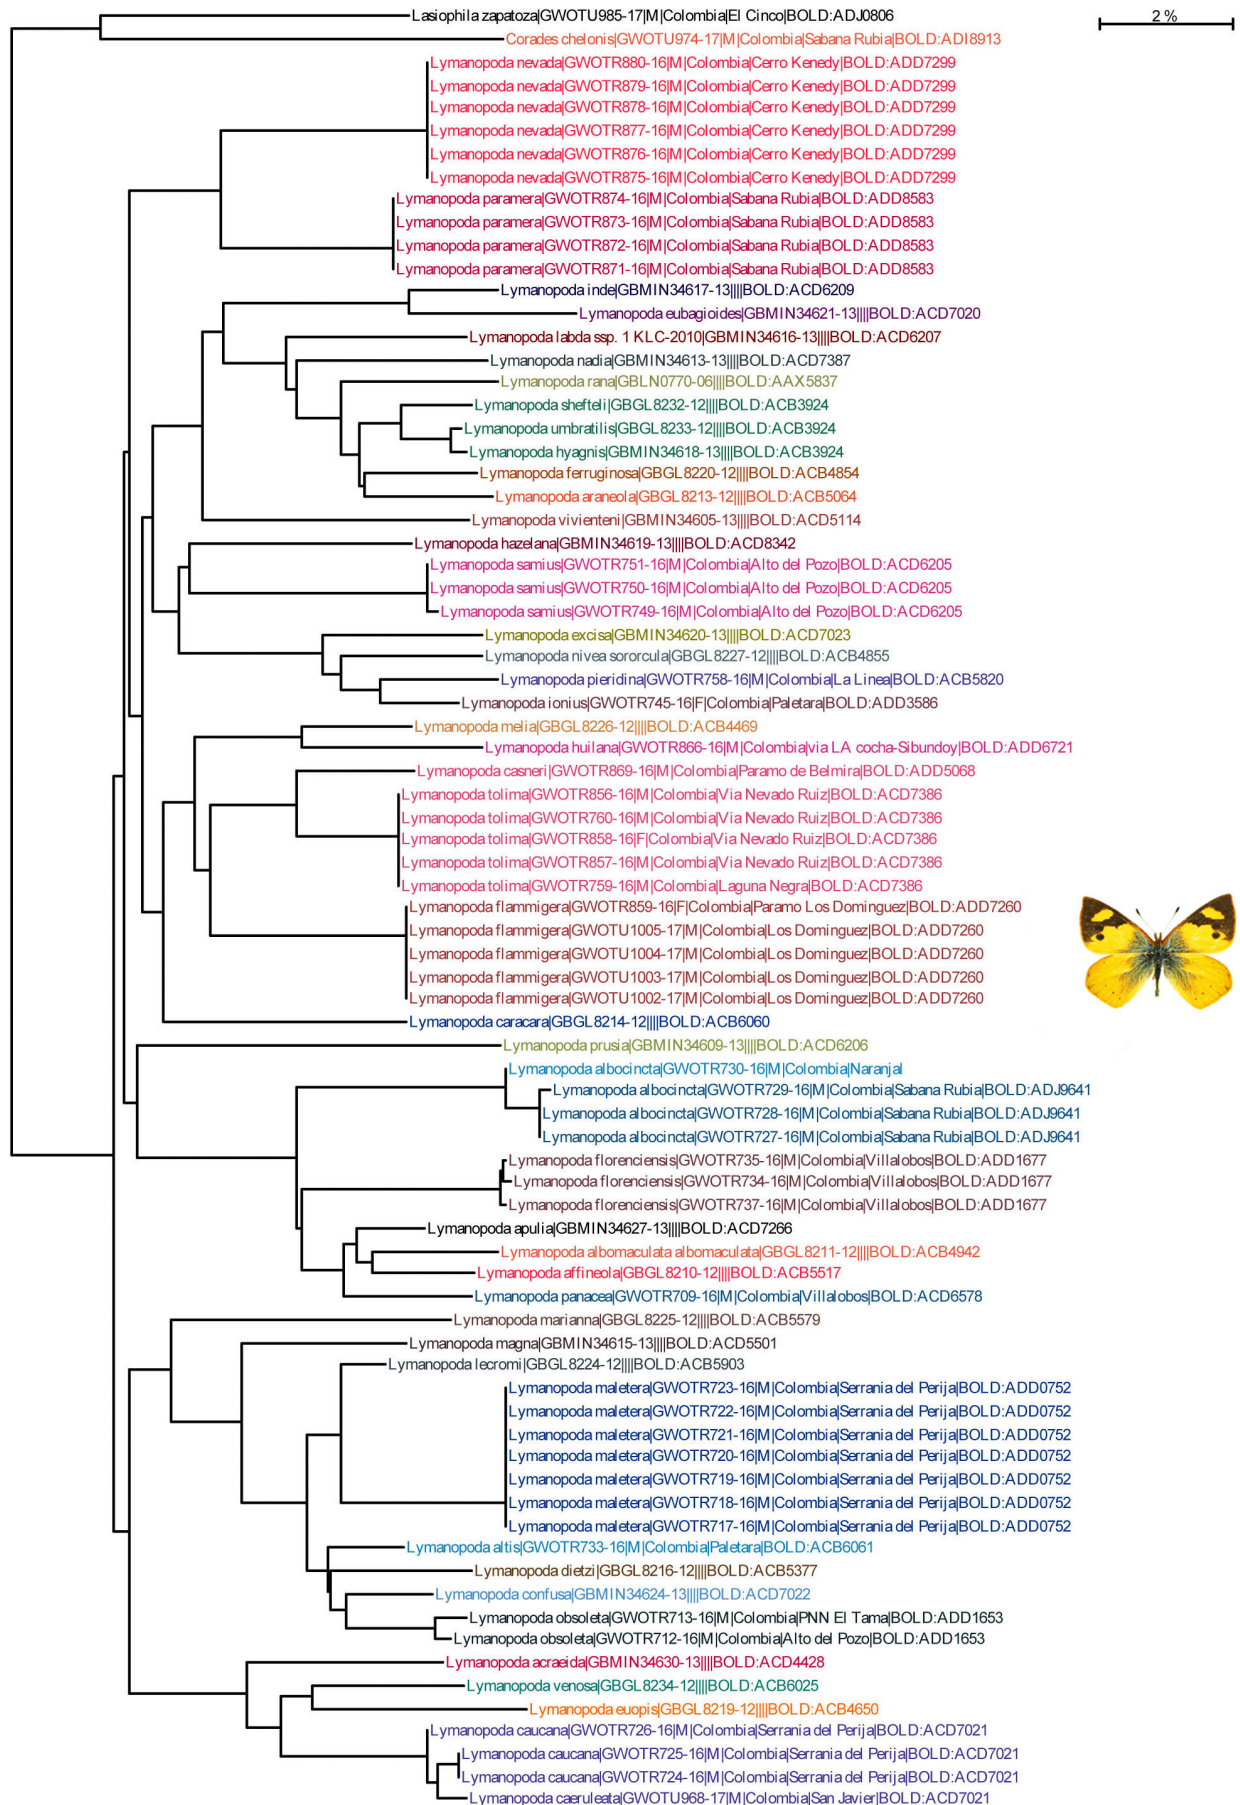 Lasiophila zapatoza|GWOTU985-17|M|Colombia|El Cinco|BOLD:ADJ0806
2 %
Corades chelonis|GWOTU974-17|M|Colombia|Sabana Rubia|BOLD:ADI8913
Lymanopoda nevada|GWOTR880-16|M|Colombia|Cerro Kenedy|BOLD:ADD7299
Lymanopoda nevada|GWOTR879-16|M|Colombia|Cerro Kenedy|BOLD:ADD7299
Lymanopoda nevada|GWOTR878-16|M|Colombia|Cerro Kenedy|BOLD:ADD7299
Lymanopoda nevada|GWOTR877-16|M|Colombia|Cerro Kenedy|BOLD:ADD7299
Lymanopoda nevada|GWOTR876-16|M|Colombia|Cerro Kenedy|BOLD:ADD7299
Lymanopoda nevada|GWOTR875-16|M|Colombia|Cerro Kenedy|BOLD:ADD7299
Lymanopoda paramera|GWOTR874-16|M|Colombia|Sabana Rubia|BOLD:ADD8583
Lymanopoda paramera|GWOTR873-16|M|Colombia|Sabana Rubia|BOLD:ADD8583
Lymanopoda paramera|GWOTR872-16|M|Colombia|Sabana Rubia|BOLD:ADD8583
Lymanopoda paramera|GWOTR871-16|M|Colombia|Sabana Rubia|BOLD:ADD8583
Lymanopoda inde|GBMIN34617-13||||BOLD:ACD6209
Lymanopoda eubagioides|GBMIN34621-13||||BOLD:ACD7020
Lymanopoda labda ssp. 1 KLC-2010|GBMIN34616-13||||BOLD:ACD6207
Lymanopoda nadia|GBMIN34613-13||||BOLD:ACD7387
Lymanopoda rana|GBLN0770-06||||BOLD:AAX5837
Lymanopoda shefteli|GBGL8232-12||||BOLD:ACB3924
Lymanopoda umbratilis|GBGL8233-12||||BOLD:ACB3924
Lymanopoda hyagnis|GBMIN34618-13||||BOLD:ACB3924
Lymanopoda ferruginosa|GBGL8220-12||||BOLD:ACB4854
Lymanopoda araneola|GBGL8213-12||||BOLD:ACB5064
Lymanopoda vivienteni|GBMIN34605-13||||BOLD:ACD5114
Lymanopoda hazelana|GBMIN34619-13||||BOLD:ACD8342
Lymanopoda samius|GWOTR751-16|M|Colombia|Alto del Pozo|BOLD:ACD6205
Lymanopoda samius|GWOTR750-16|M|Colombia|Alto del Pozo|BOLD:ACD6205
Lymanopoda samius|GWOTR749-16|M|Colombia|Alto del Pozo|BOLD:ACD6205
Lymanopoda excisa|GBMIN34620-13||||BOLD:ACD7023
Lymanopoda nivea sororcula|GBGL8227-12||||BOLD:ACB4855
Lymanopoda pieridina|GWOTR758-16|M|Colombia|La Linea|BOLD:ACB5820
Lymanopoda ionius|GWOTR745-16|F|Colombia|Paletara|BOLD:ADD3586
Lymanopoda melia|GBGL8226-12||||BOLD:ACB4469
Lymanopoda huilana|GWOTR866-16|M|Colombia|via LA cocha-Sibundoy|BOLD:ADD6721
Lymanopoda casneri|GWOTR869-16|M|Colombia|Paramo de Belmira|BOLD:ADD5068
Lymanopoda tolima|GWOTR856-16|M|Colombia|Via Nevado Ruiz|BOLD:ACD7386
Lymanopoda tolima|GWOTR760-16|M|Colombia|Via Nevado Ruiz|BOLD:ACD7386
Lymanopoda tolima|GWOTR858-16|F|Colombia|Via Nevado Ruiz|BOLD:ACD7386
Lymanopoda tolima|GWOTR857-16|M|Colombia|Via Nevado Ruiz|BOLD:ACD7386
Lymanopoda tolima|GWOTR759-16|M|Colombia|Laguna Negra|BOLD:ACD7386
Lymanopoda flammigera|GWOTR859-16|F|Colombia|Paramo Los Dominguez|BOLD:ADD7260
Lymanopoda flammigera|GWOTU1005-17|M|Colombia|Los Dominguez|BOLD:ADD7260
Lymanopoda flammigera|GWOTU1004-17|M|Colombia|Los Dominguez|BOLD:ADD7260
Lymanopoda flammigera|GWOTU1003-17|M|Colombia|Los Dominguez|BOLD:ADD7260
Lymanopoda flammigera|GWOTU1002-17|M|Colombia|Los Dominguez|BOLD:ADD7260
Lymanopoda caracara|GBGL8214-12||||BOLD:ACB6060
Lymanopoda prusia|GBMIN34609-13||||BOLD:ACD6206
Lymanopoda albocincta|GWOTR730-16|M|Colombia|Naranjal
Lymanopoda albocincta|GWOTR729-16|M|Colombia|Sabana Rubia|BOLD:ADJ9641
Lymanopoda albocincta|GWOTR728-16|M|Colombia|Sabana Rubia|BOLD:ADJ9641
Lymanopoda albocincta|GWOTR727-16|M|Colombia|Sabana Rubia|BOLD:ADJ9641
Lymanopoda florenciensis|GWOTR735-16|M|Colombia|Villalobos|BOLD:ADD1677
Lymanopoda florenciensis|GWOTR734-16|M|Colombia|Villalobos|BOLD:ADD1677
Lymanopoda florenciensis|GWOTR737-16|M|Colombia|Villalobos|BOLD:ADD1677
Lymanopoda apulia|GBMIN34627-13||||BOLD:ACD7266
Lymanopoda albomaculata albomaculata|GBGL8211-12||||BOLD:ACB4942
Lymanopoda affineola|GBGL8210-12||||BOLD:ACB5517
Lymanopoda panacea|GWOTR709-16|M|Colombia|Villalobos|BOLD:ACD6578
Lymanopoda marianna|GBGL8225-12||||BOLD:ACB5579
Lymanopoda magna|GBMIN34615-13||||BOLD:ACD5501
Lymanopoda lecromi|GBGL8224-12||||BOLD:ACB5903
Lymanopoda maletera|GWOTR723-16|M|Colombia|Serrania del Perija|BOLD:ADD0752
Lymanopoda maletera|GWOTR722-16|M|Colombia|Serrania del Perija|BOLD:ADD0752
Lymanopoda maletera|GWOTR721-16|M|Colombia|Serrania del Perija|BOLD:ADD0752
Lymanopoda maletera|GWOTR720-16|M|Colombia|Serrania del Perija|BOLD:ADD0752
Lymanopoda maletera|GWOTR719-16|M|Colombia|Serrania del Perija|BOLD:ADD0752
Lymanopoda maletera|GWOTR718-16|M|Colombia|Serrania del Perija|BOLD:ADD0752
Lymanopoda maletera|GWOTR717-16|M|Colombia|Serrania del Perija|BOLD:ADD0752
Lymanopoda altis|GWOTR733-16|M|Colombia|Paletara|BOLD:ACB6061
Lymanopoda dietzi|GBGL8216-12||||BOLD:ACB5377
Lymanopoda confusa|GBMIN34624-13||||BOLD:ACD7022
Lymanopoda obsoleta|GWOTR713-16|M|Colombia|PNN El Tama|BOLD:ADD1653
Lymanopoda obsoleta|GWOTR712-16|M|Colombia|Alto del Pozo|BOLD:ADD1653
Lymanopoda acraeida|GBMIN34630-13||||BOLD:ACD4428
Lymanopoda venosa|GBGL8234-12||||BOLD:ACB6025
Lymanopoda euopis|GBGL8219-12||||BOLD:ACB4650
Lymanopoda caucana|GWOTR726-16|M|Colombia|Serrania del Perija|BOLD:ACD7021
Lymanopoda caucana|GWOTR725-16|M|Colombia|Serrania del Perija|BOLD:ACD7021
Lymanopoda caucana|GWOTR724-16|M|Colombia|Serrania del Perija|BOLD:ACD7021
Lymanopoda caeruleata|GWOTU968-17|M|Colombia|San Javier|BOLD:ACD7021